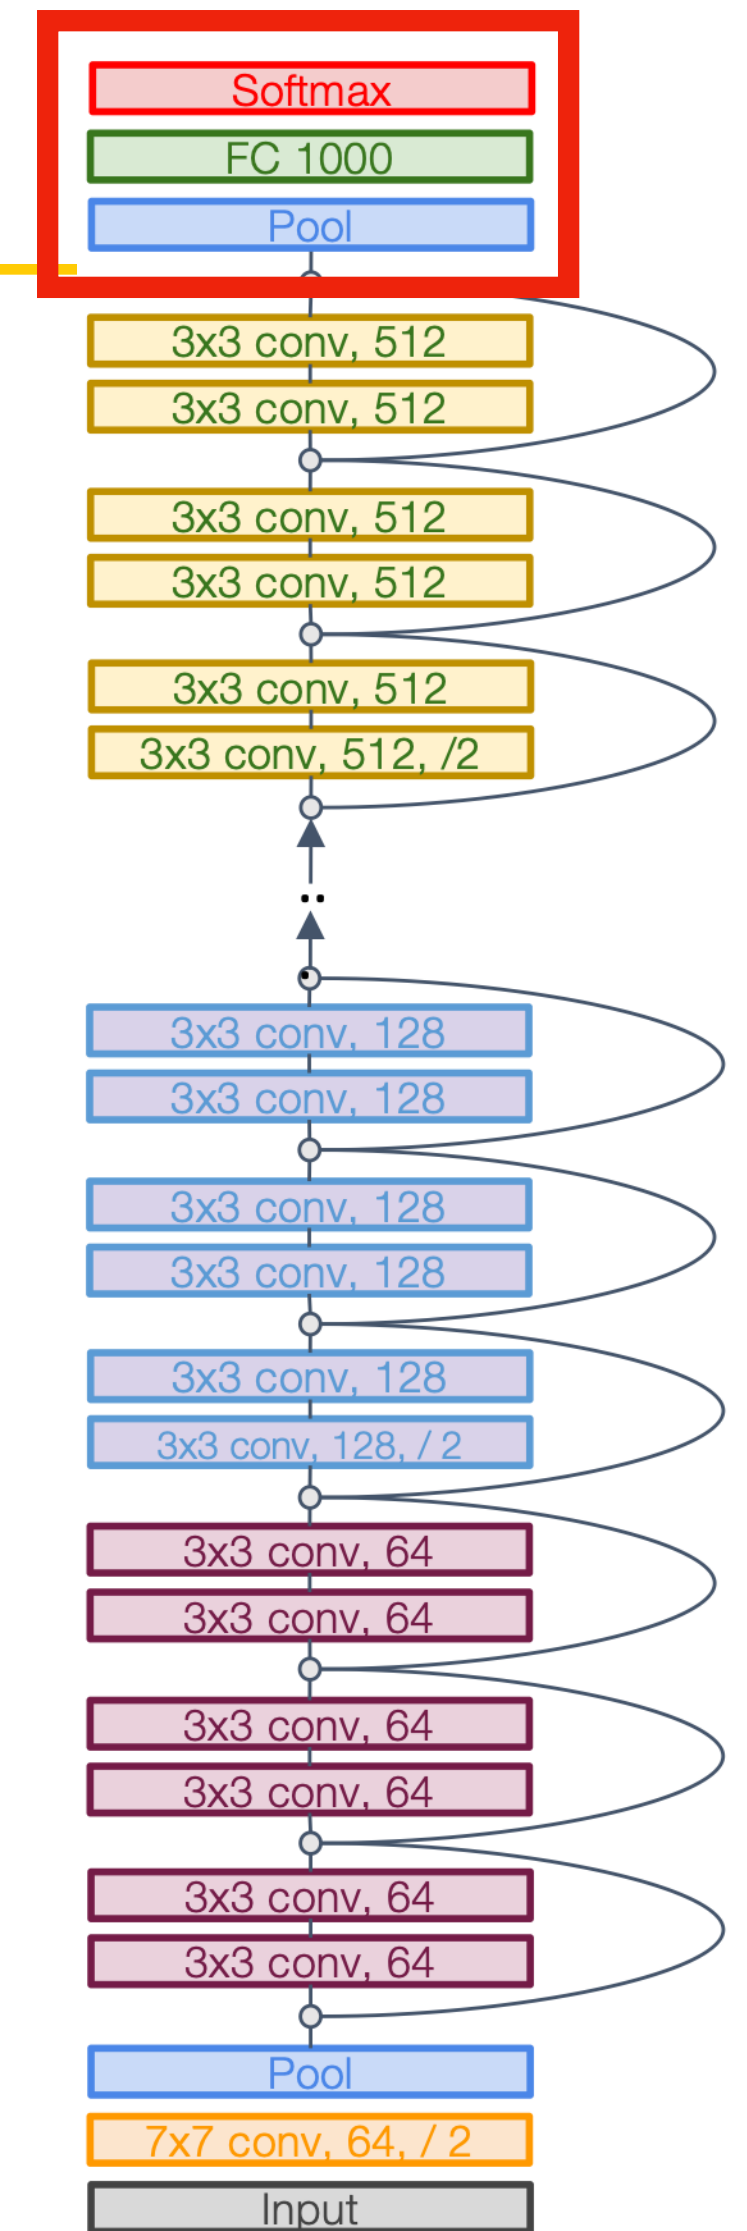 Softmax
FC 1000
Pool
3x3 conv, 512
3x3 conv, 512
3x3 conv, 512
3x3 conv, 512
3x3 conv, 512
3x3 conv, 512, /2
..
.
3x3 conv, 128
3x3 conv, 128
3x3 conv, 128
3x3 conv, 128
3x3 conv, 128
3x3 conv, 128, / 2
3x3 conv, 64
3x3 conv, 64
3x3 conv, 64
3x3 conv, 64
3x3 conv, 64
3x3 conv, 64
Pool
7x7 conv, 64, / 2
Input